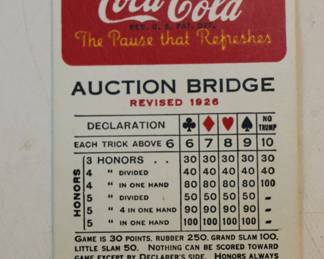 Coca-Cola
REG. U. S. PAT. OFF.
The Pause that Refreshes
AUCTION BRIDGE
REVISED 1926
DECLARATION ♣ ♦ ♥ ♠ NO TRUMP
EACH TRICK ABOVE 6 6 7 8 9 10
HONORS
3 HONORS . . 30 30 30 30 30
4 " DIVIDED 40 40 40 40 40
4 " IN ONE HAND 80 80 80 80 100
5 " DIVIDED 50 50 50 50 -
5 " 4 IN ONE HAND 90 90 90 90 -
5 " IN ONE HAND 100 100 100 100 -
GAME IS 30 POINTS, RUBBER 250, GRAND SLAM 100,
LITTLE SLAM 50. NOTHING CAN BE SCORED TOWARD
GAME EXCEPT BY DECLARER'S SIDE. HONORS ALWAYS